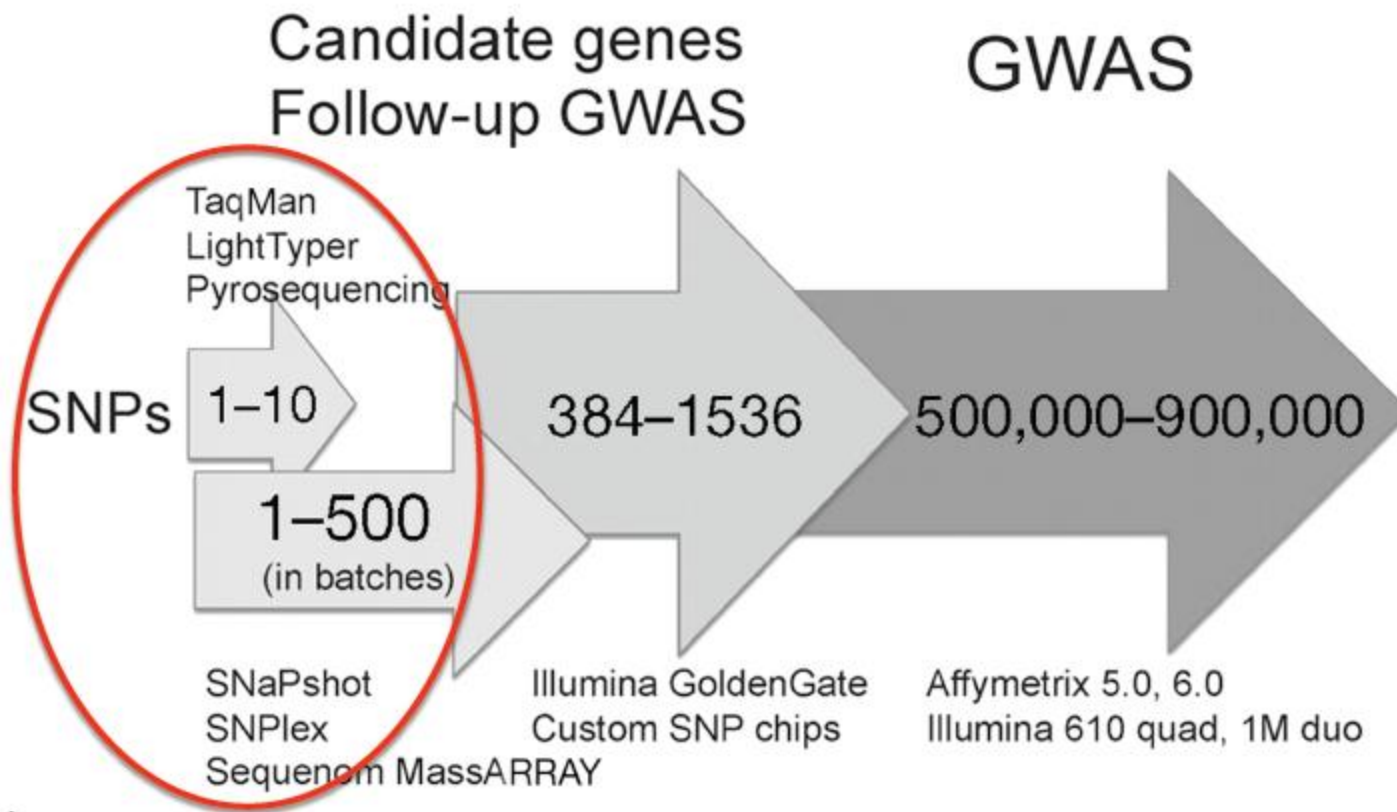 Candidate genes
Follow-up GWAS
GWAS
TaqMan
LightTyper
Pyrosequencing
SNPs
1–10
384–1536
500,000–900,000
1–500
(in batches)
SNaPshot
SNPlex
Sequenom MassARRAY
Illumina GoldenGate
Custom SNP chips
Affymetrix 5.0, 6.0
Illumina 610 quad, 1M duo